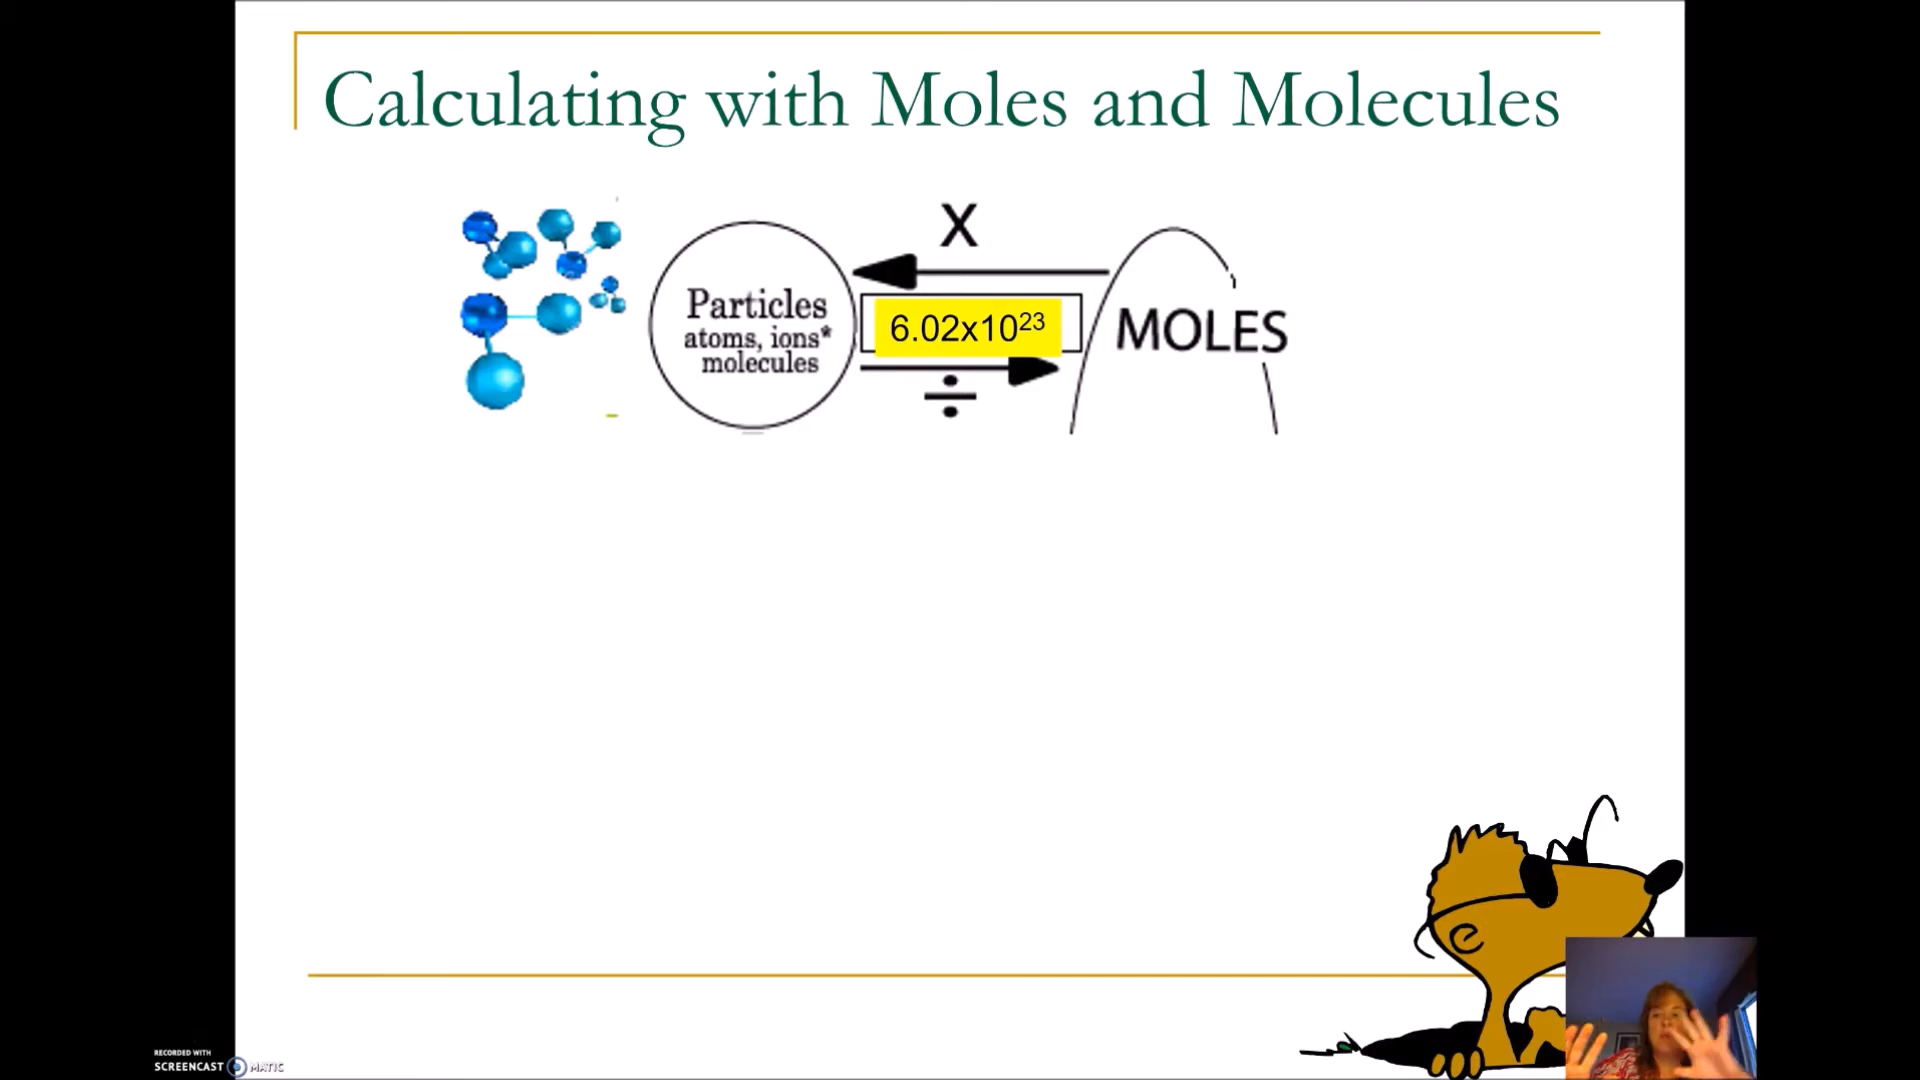 Calculating with Moles and Molecules
X
Particles
atoms, ions*
molecules
6.02x10²³
MOLES
÷
RECORDED WITH
SCREENCAST MATIC